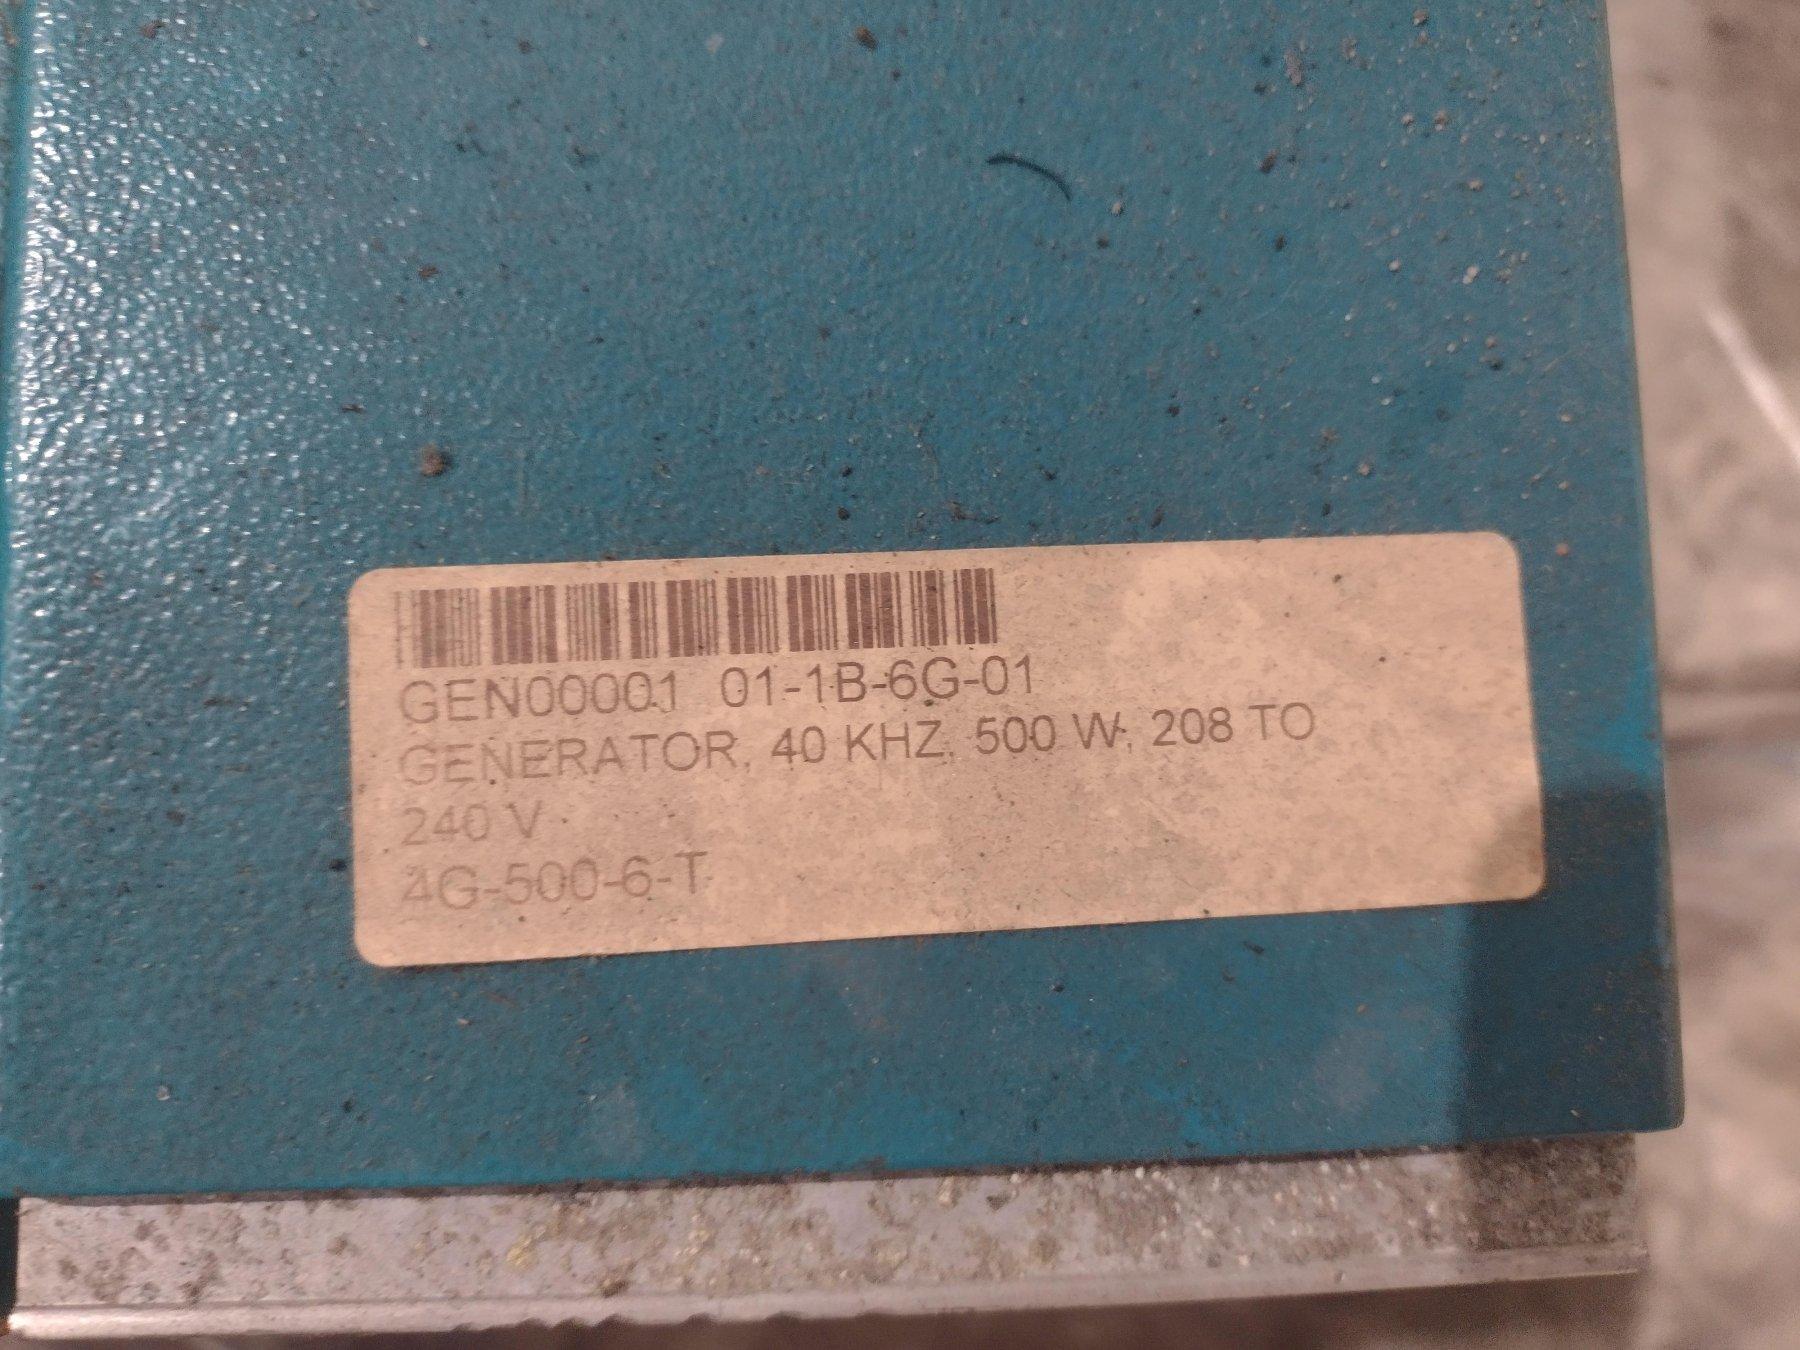 GEN00001 01-1B-6G-01
GENERATOR, 40 KHZ, 500 W, 208 TO
240 V
4G-500-6-T